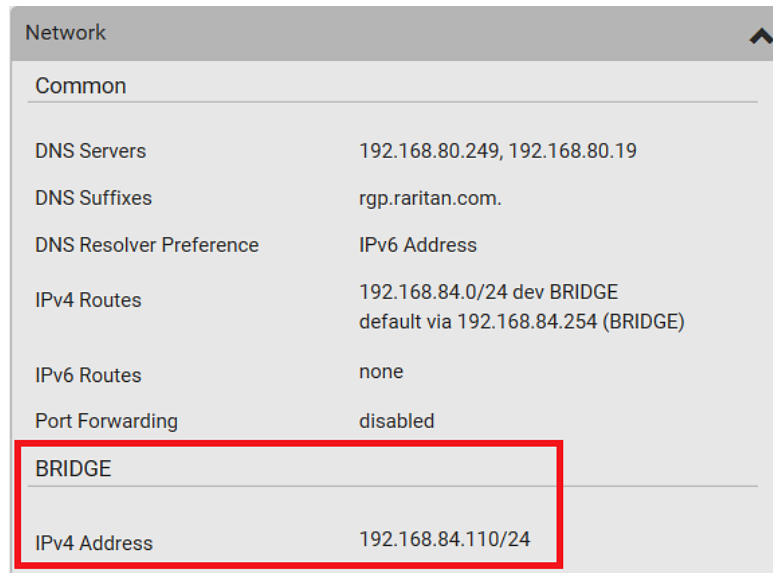 Network
Common
DNS Servers 192.168.80.249, 192.168.80.19
DNS Suffixes rgp.raritan.com.
DNS Resolver Preference IPv6 Address
IPv4 Routes 192.168.84.0/24 dev BRIDGE
default via 192.168.84.254 (BRIDGE)
IPv6 Routes none
Port Forwarding disabled
BRIDGE
IPv4 Address 192.168.84.110/24